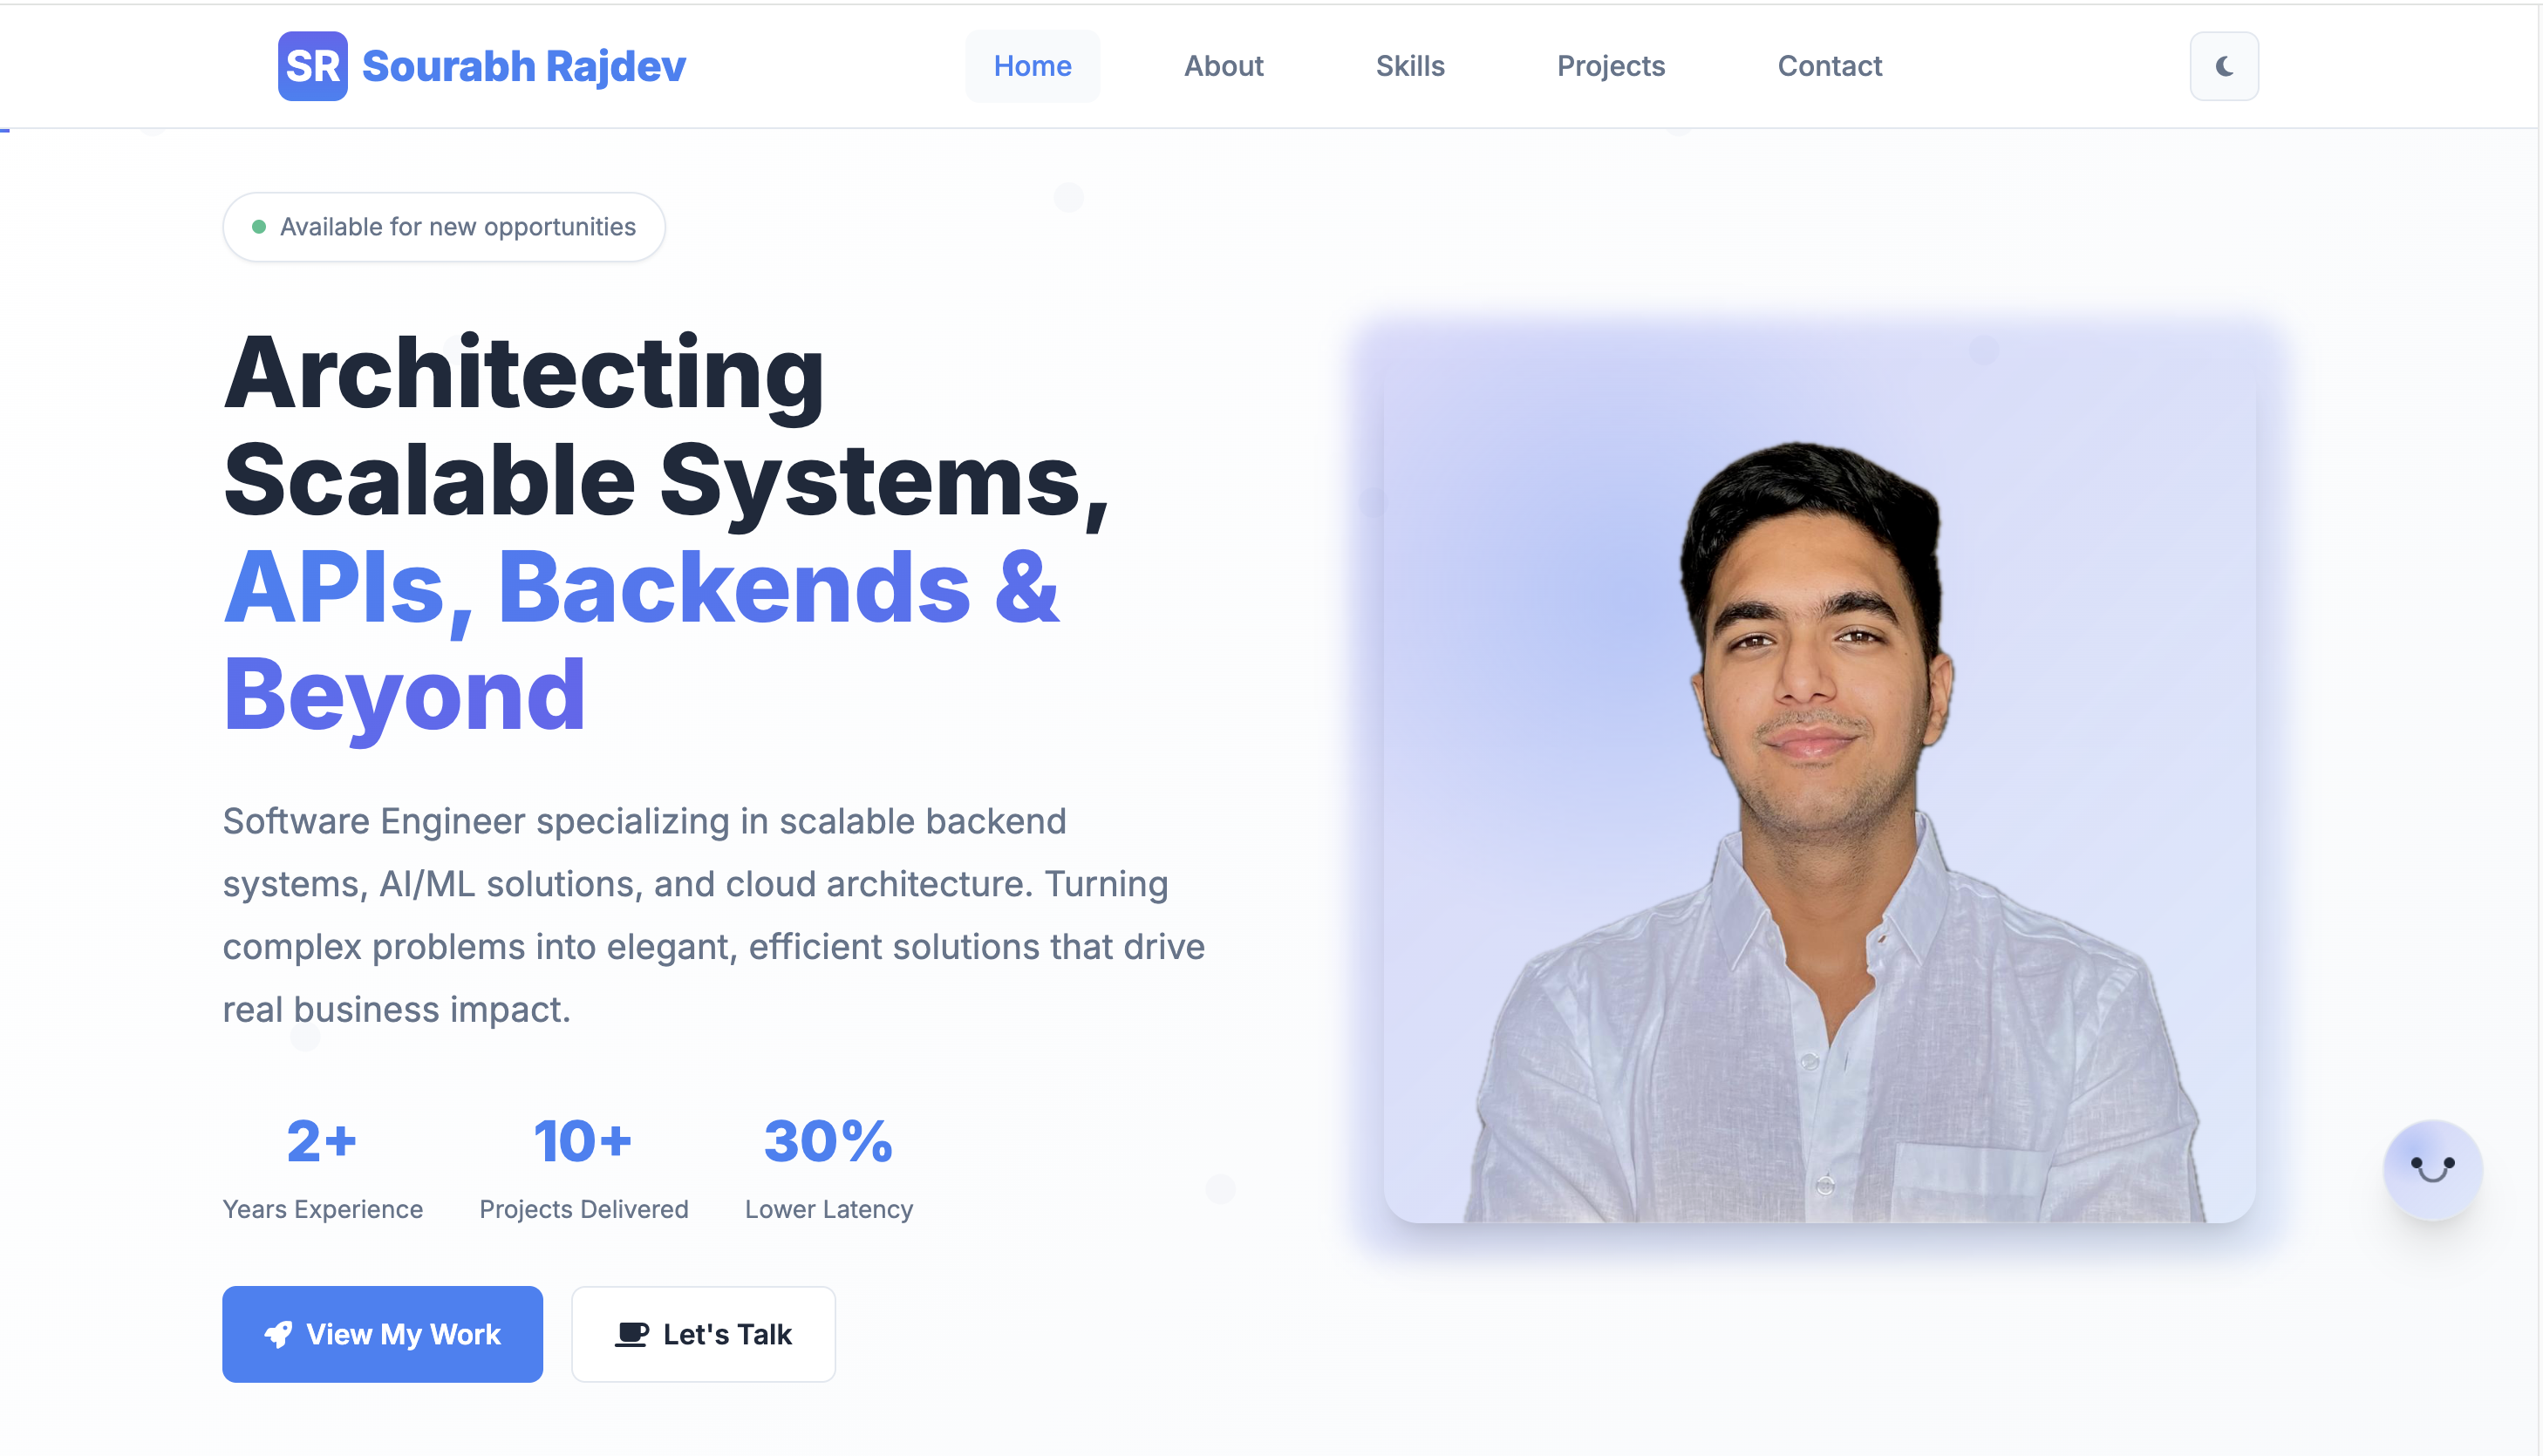 SR Sourabh Rajdev Home About Skills Projects Contact
Available for new opportunities
Architecting
Scalable Systems,
APIs, Backends &
Beyond
Software Engineer specializing in scalable backend
systems, AI/ML solutions, and cloud architecture. Turning
complex problems into elegant, efficient solutions that drive
real business impact.
2+ 10+ 30%
Years Experience Projects Delivered Lower Latency
View My Work Let's Talk